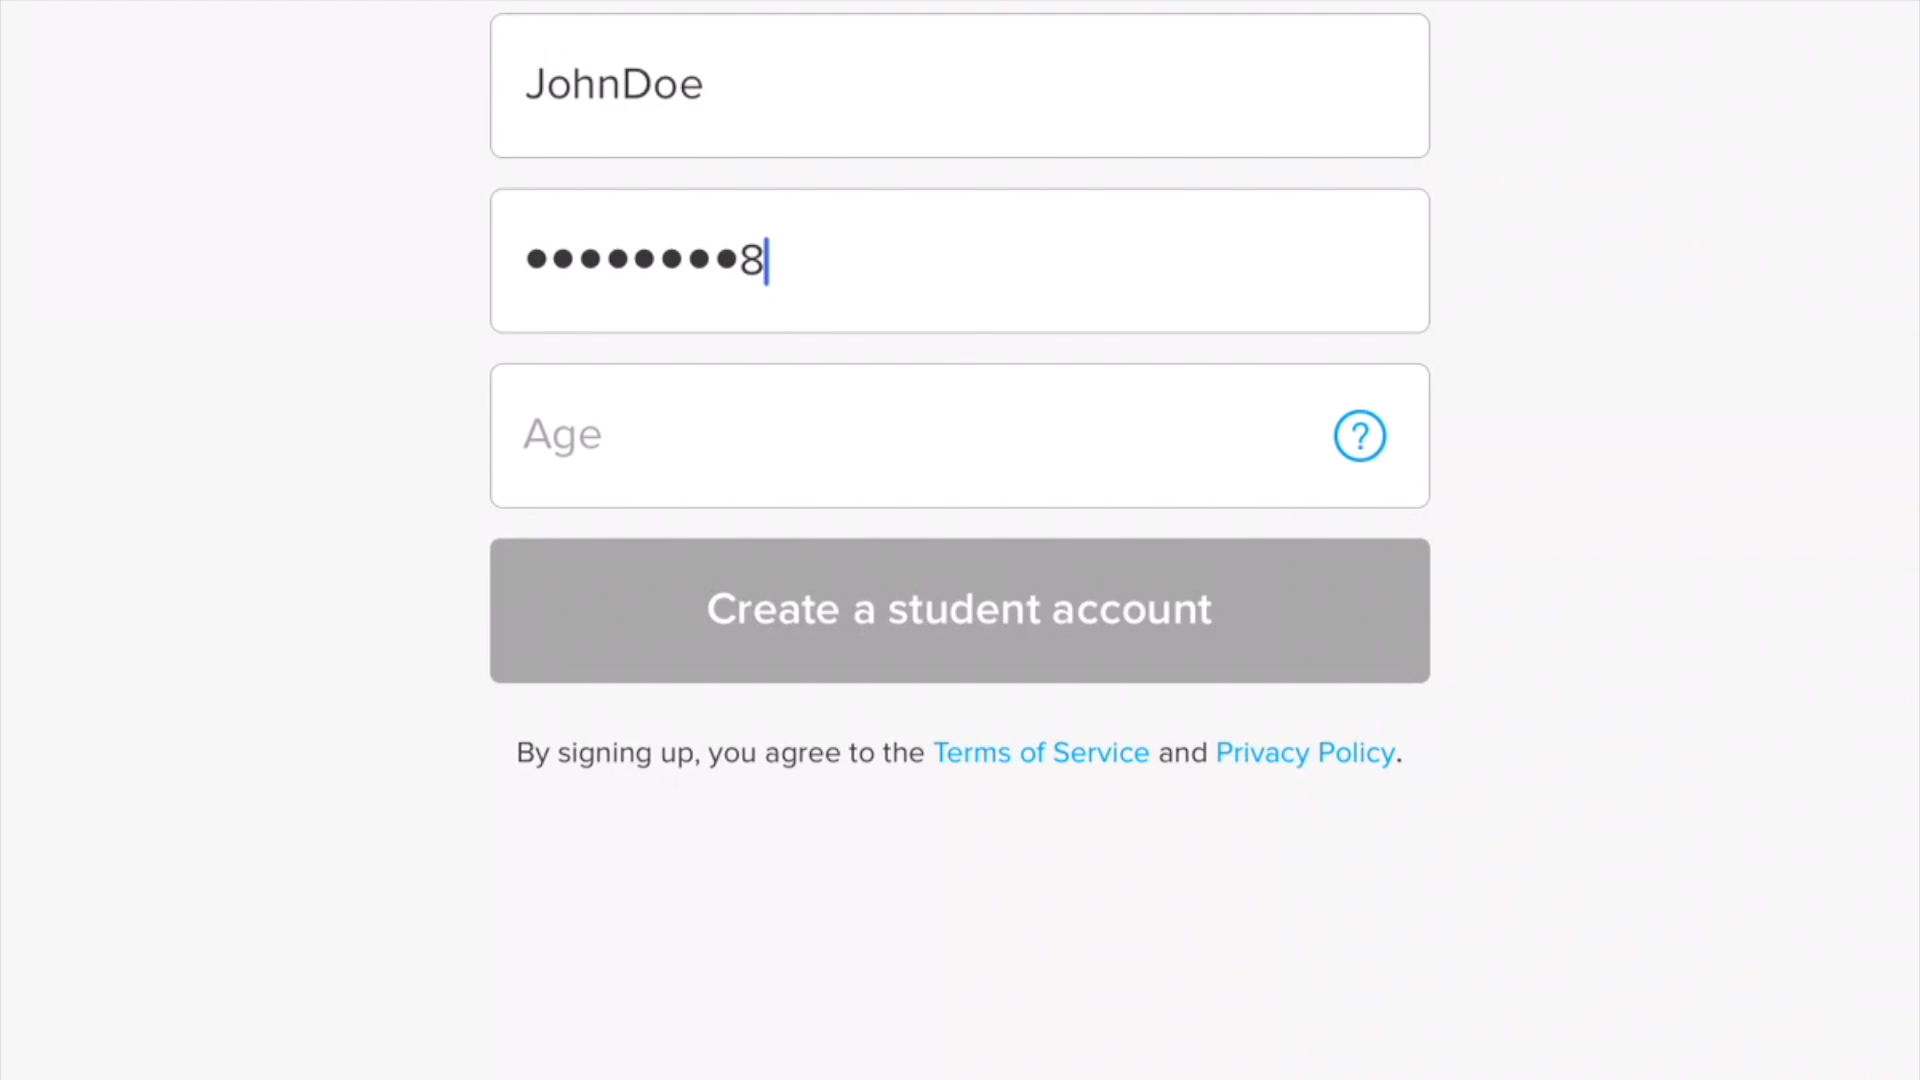 JohnDoe
••••••••8
Age
?
Create a student account
By signing up, you agree to the Terms of Service and Privacy Policy.